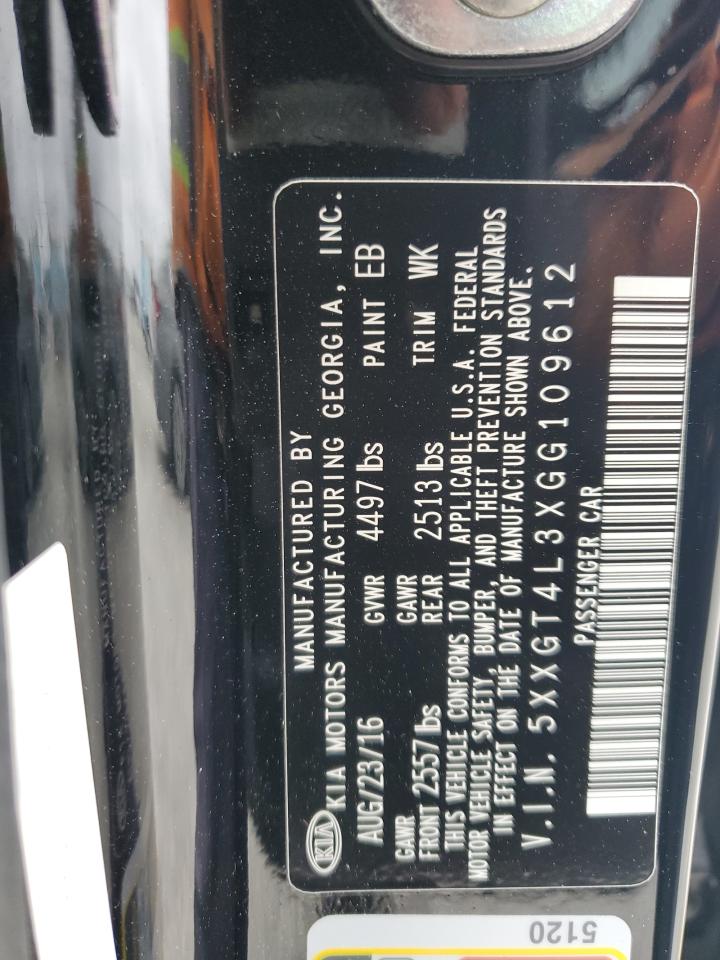 MANUFACTURED BY
KIA KIA MOTORS MANUFACTURING GEORGIA, INC.
AUG/23/16 GVWR 4497 lbs PAINT EB
GAWR FRONT 2557 lbs GAWR REAR 2513 lbs TRIM WK
THIS VEHICLE CONFORMS TO ALL APPLICABLE U.S.A. FEDERAL
MOTOR VEHICLE SAFETY, BUMPER, AND THEFT PREVENTION STANDARDS
IN EFFECT ON THE DATE OF MANUFACTURE SHOWN ABOVE.
V.I.N. 5XXGT4L3XGG109612
PASSENGER CAR
5120